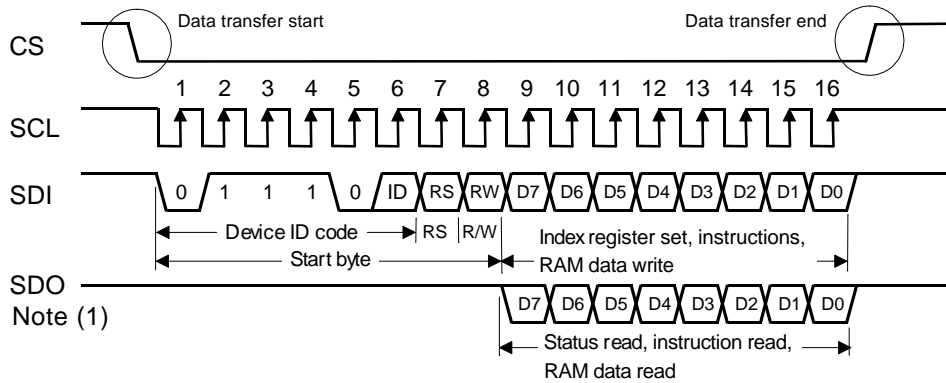 Data transfer start
Data transfer end
CS
1 2 3 4 5 6 7 8 9 10 11 12 13 14 15 16
SCL
SDI
0 1 1 1 0 ID RS RW D7 D6 D5 D4 D3 D2 D1 D0
Device ID code RS R/W
Start byte
Index register set, instructions,
RAM data write
SDO
Note (1)
D7 D6 D5 D4 D3 D2 D1 D0
Status read, instruction read,
RAM data read